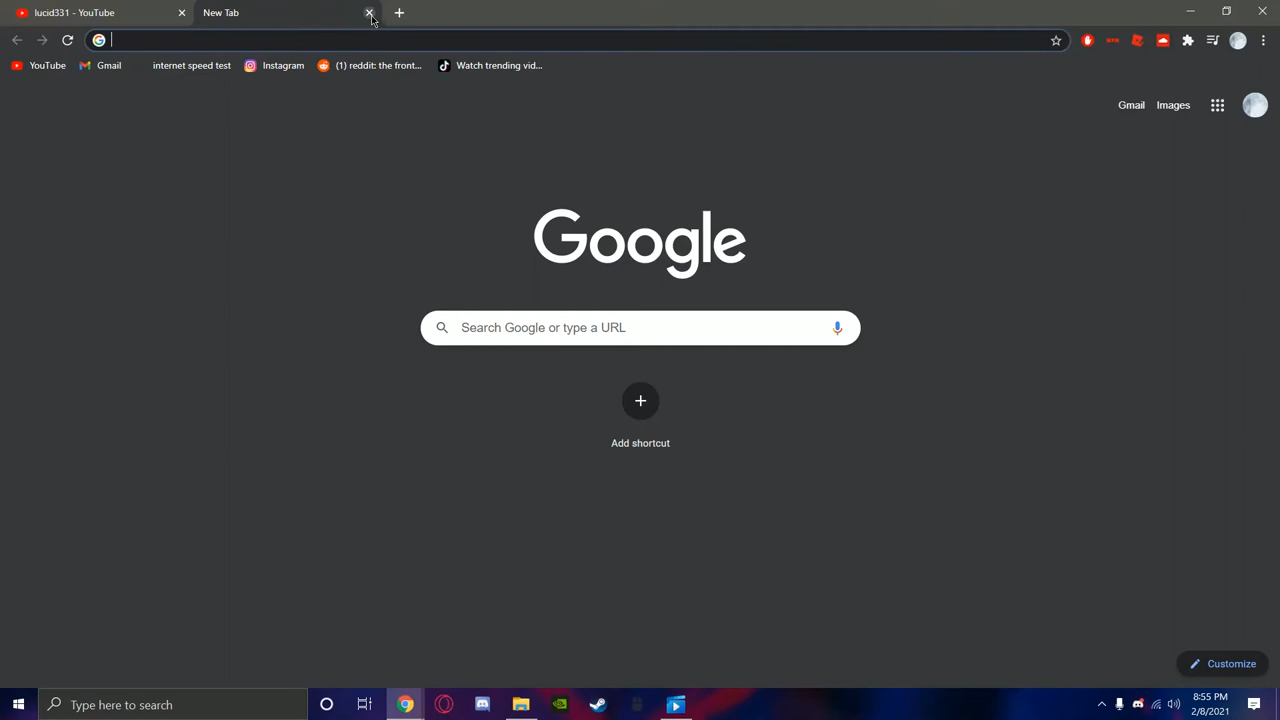 lucid331 - YouTube
New Tab
YouTube
Gmail
internet speed test
Instagram
(1) reddit: the front...
Watch trending vid...
Gmail
Images
Google
Search Google or type a URL
Add shortcut
Customize
Type here to search
8:55 PM
2/8/2021